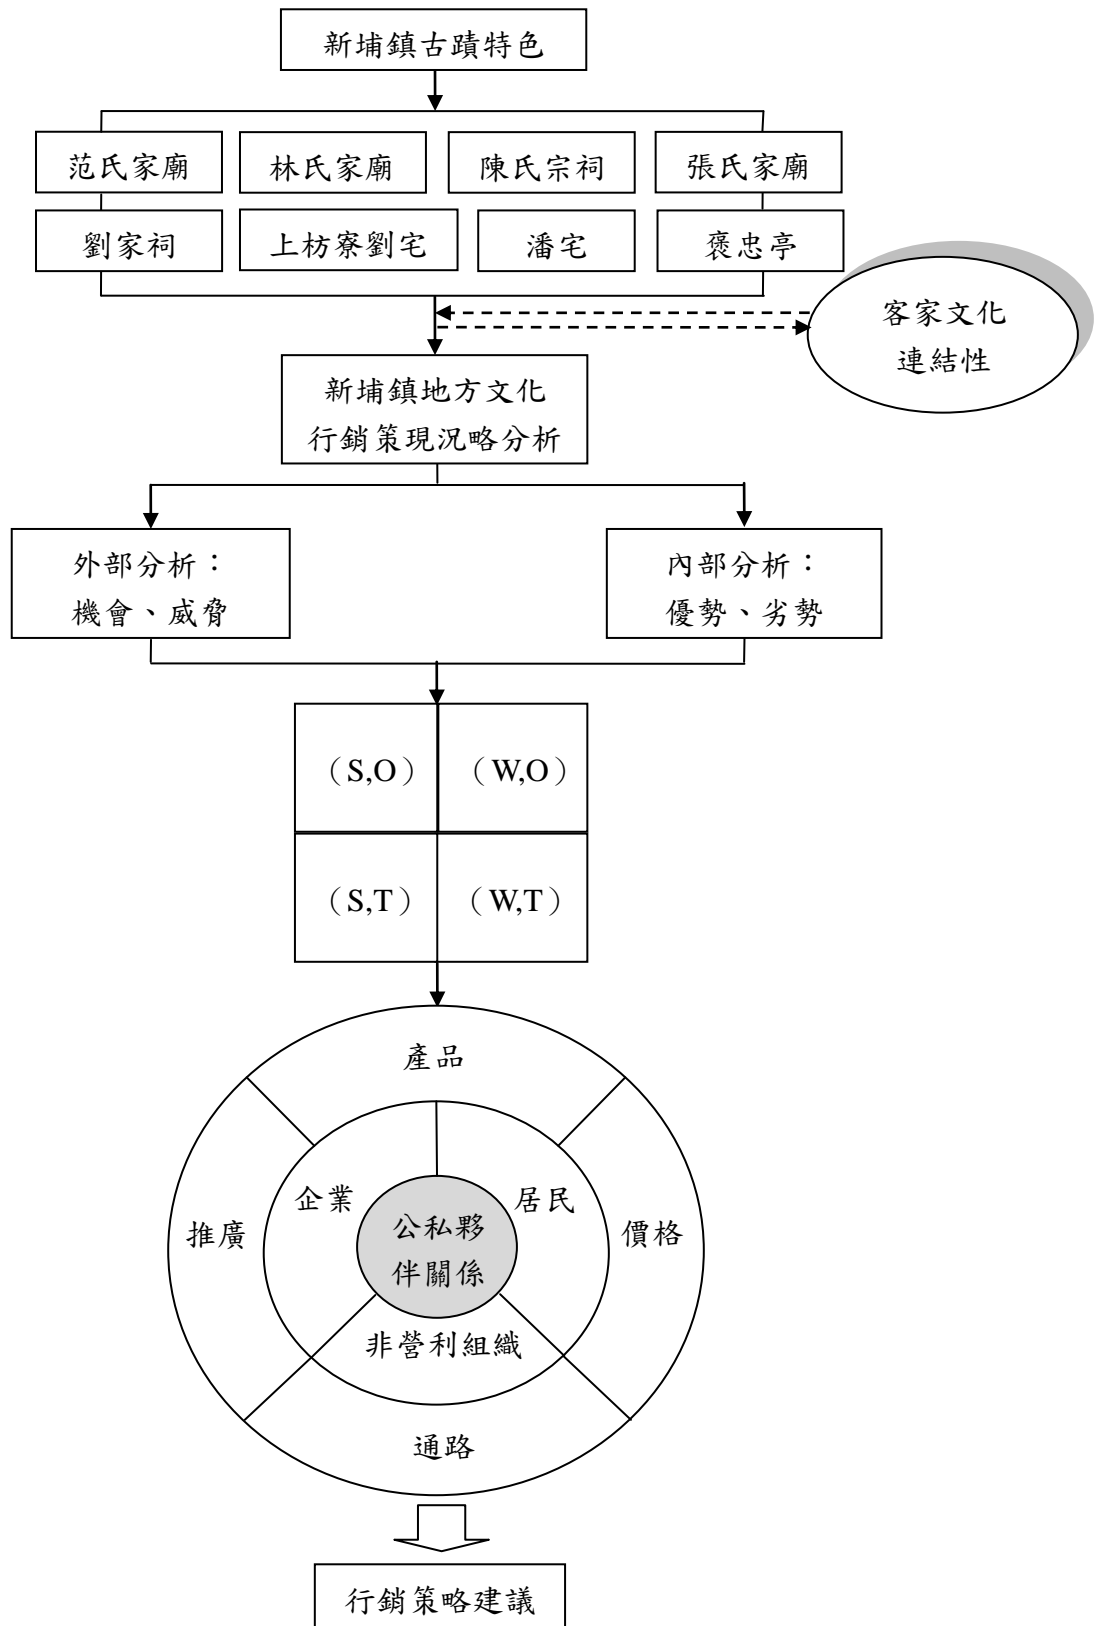 新埔鎮古蹟特色
范氏家廟
林氏家廟
陳氏宗祠
張氏家廟
劉家祠
上枋寮劉宅
潘宅
褒忠亭
客家文化
連結性
新埔鎮地方文化
行銷策現況略分析
外部分析：
機會、威脅
內部分析：
優勢、劣勢
（S,O）
（W,O）
（S,T）
（W,T）
產品
企業
居民
推廣
公私夥
伴關係
價格
非營利組織
通路
行銷策略建議